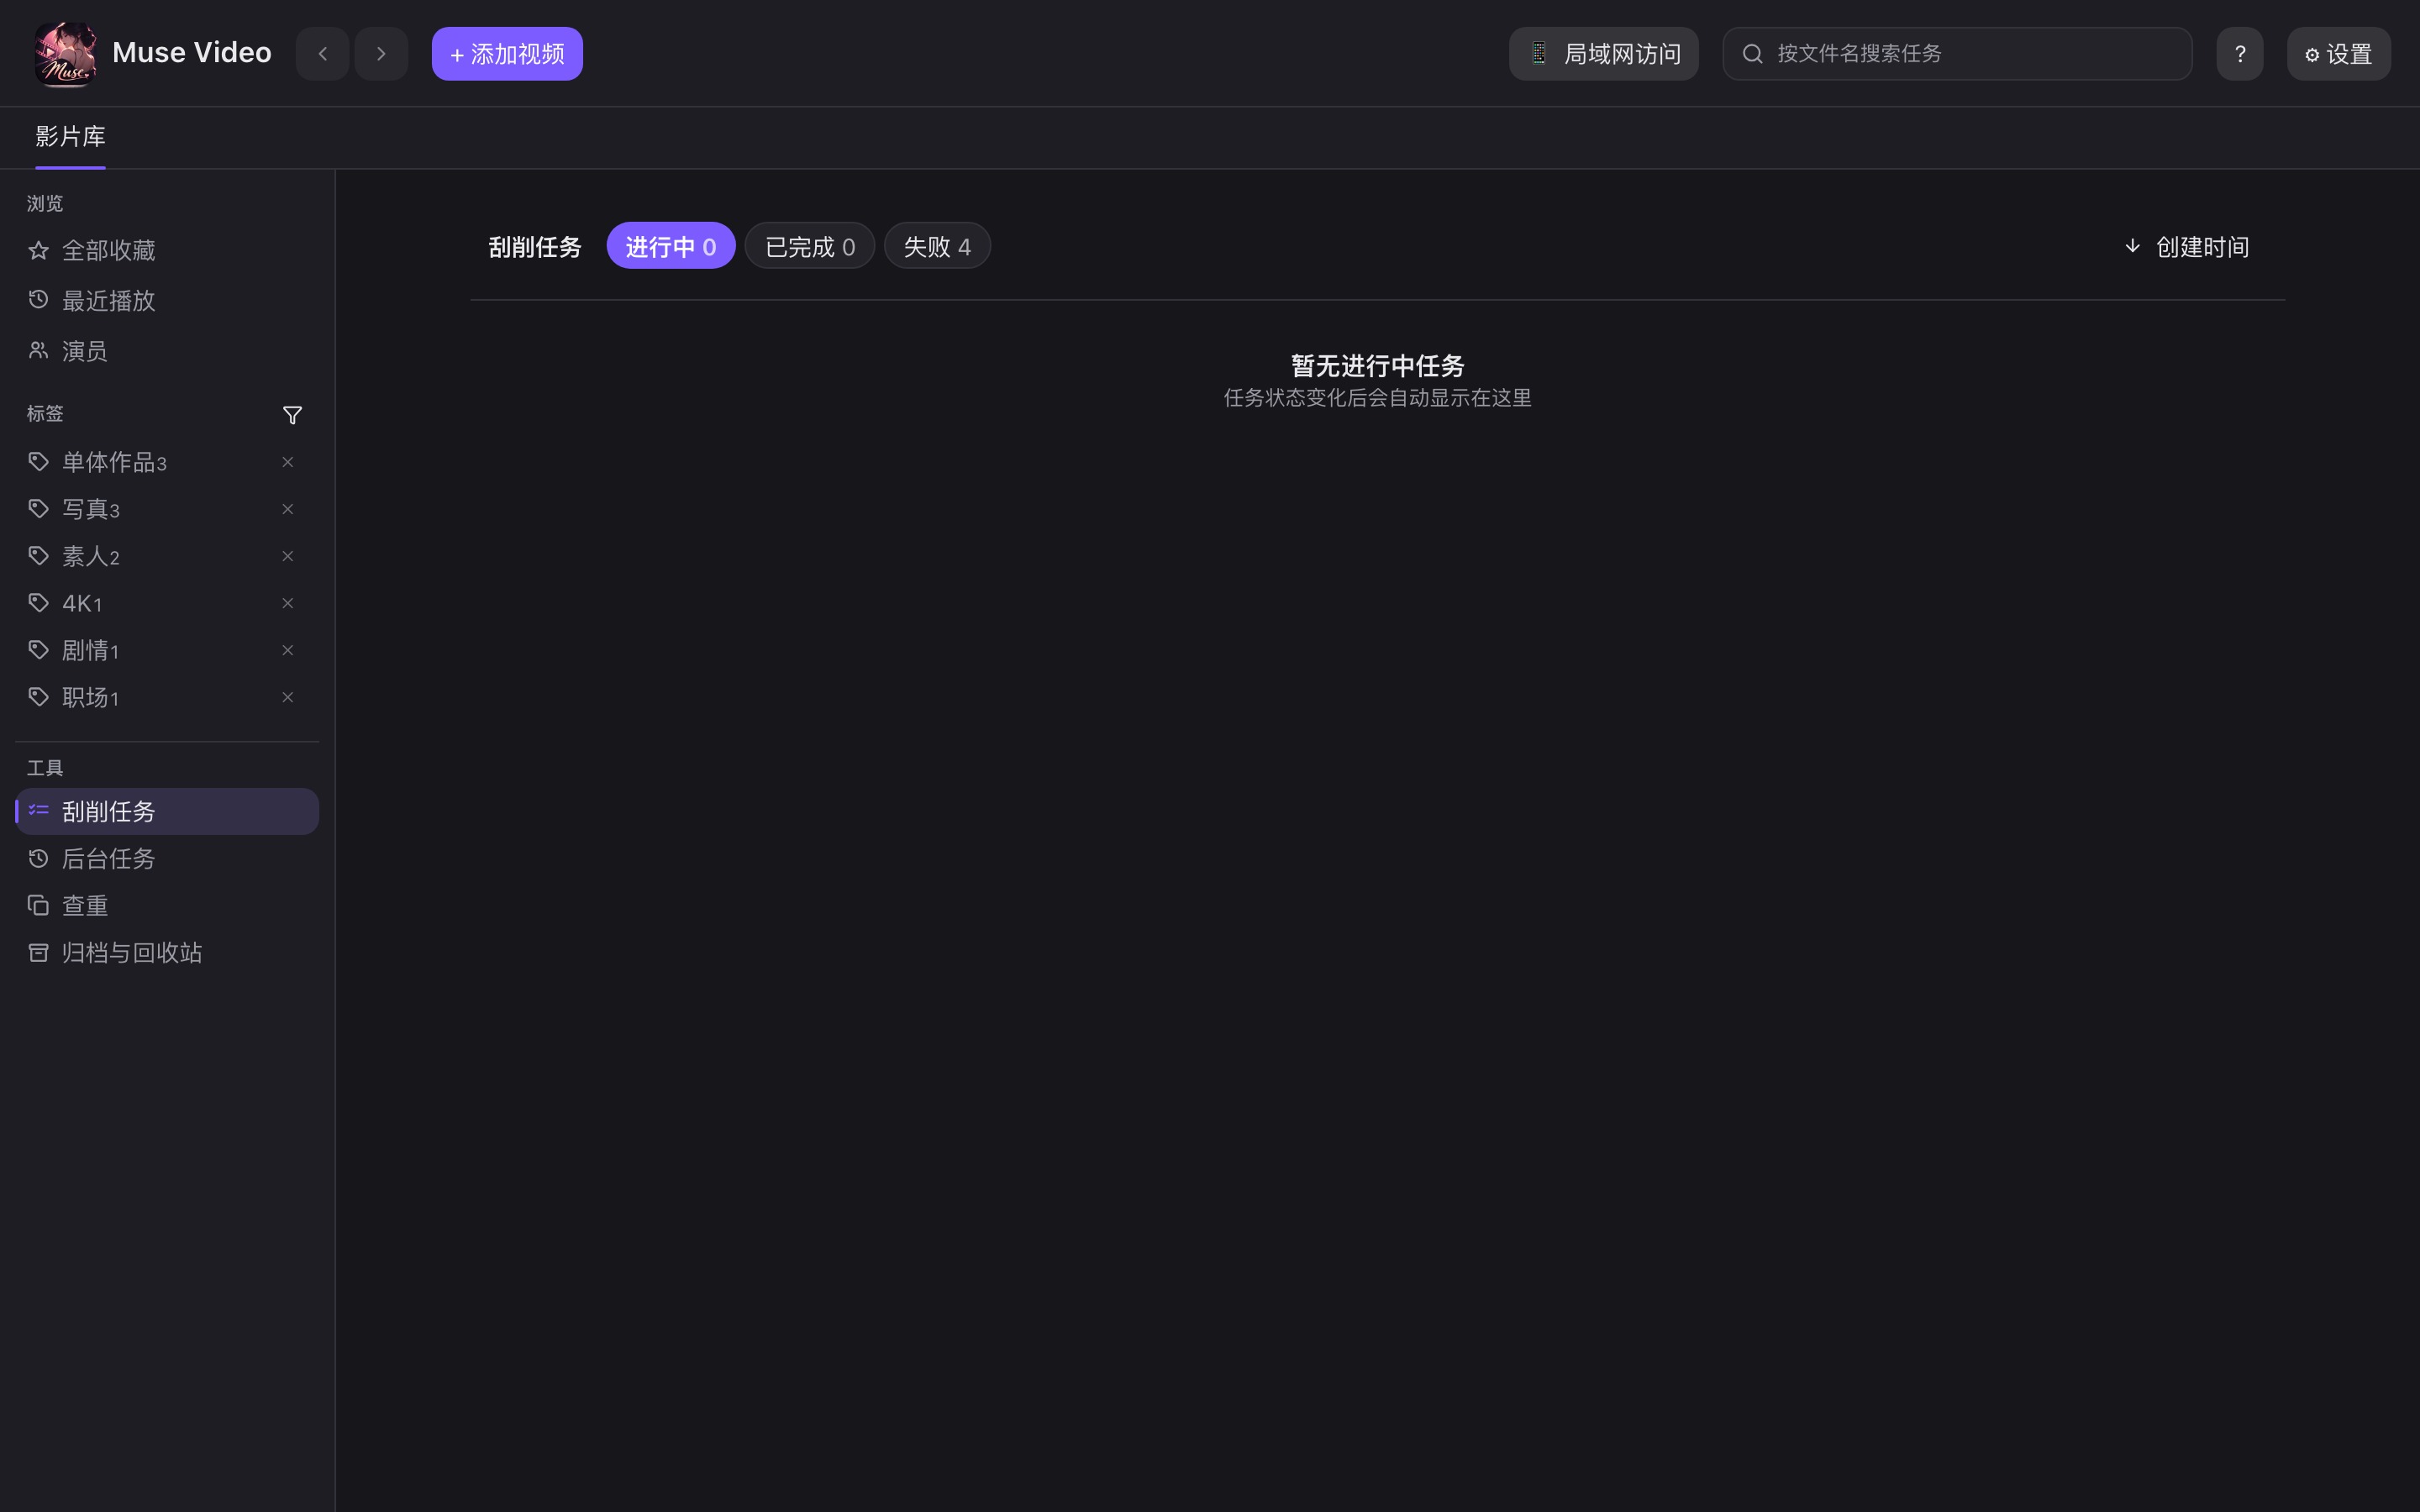 Muse
Muse Video
+ 添加视频
局域网访问
按文件名搜索任务
?
设置
影片库
浏览
全部收藏
最近播放
演员
标签
单体作品3
写真3
素人2
4K1
剧情1
职场1
工具
刮削任务
后台任务
查重
归档与回收站
刮削任务
进行中 0
已完成 0
失败 4
创建时间
暂无进行中任务
任务状态变化后会自动显示在这里